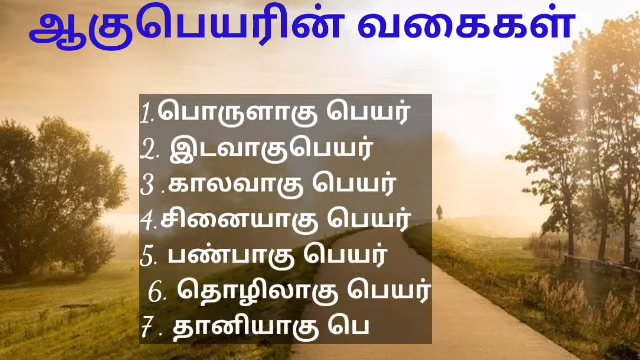 ஆகுபெயரின் வகைகள்
1.பொருளாகு பெயர்
2. இடவாகுபெயர்
3 .காலவாகு பெயர்
4.சினையாகு பெயர்
5. பண்பாகு பெயர்
6. தொழிலாகு பெயர்
7 . தானியாகு பெ